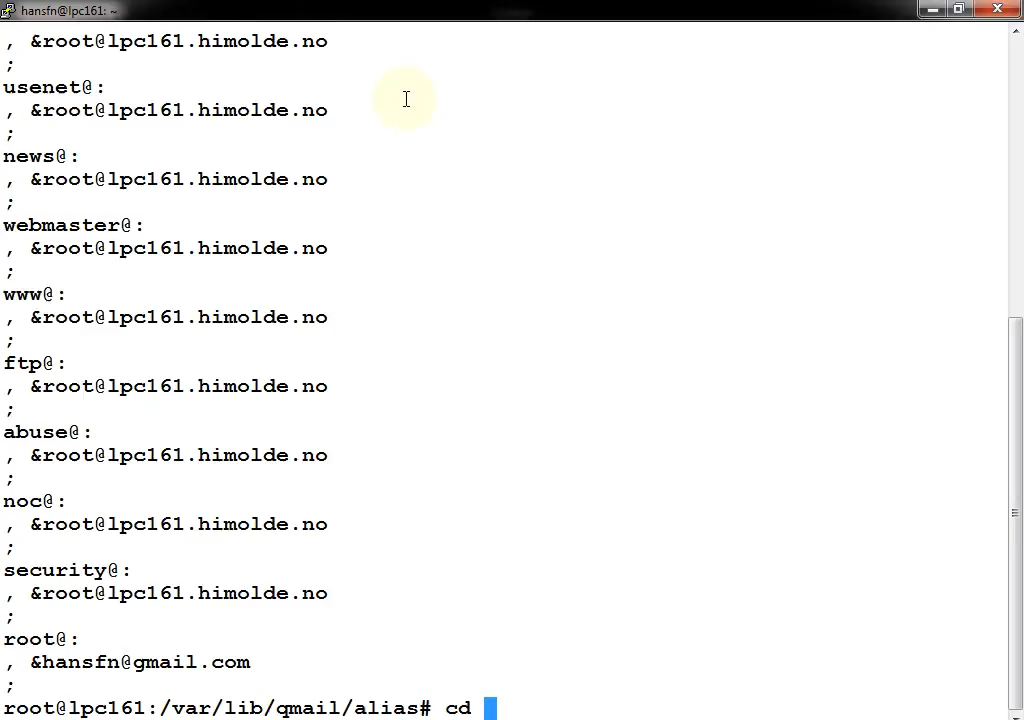 hansfn@lpc161: ~
, &root@lpc161.himolde.no
;
usenet@:
, &root@lpc161.himolde.no
;
news@:
, &root@lpc161.himolde.no
;
webmaster@:
, &root@lpc161.himolde.no
;
www@:
, &root@lpc161.himolde.no
;
ftp@:
, &root@lpc161.himolde.no
;
abuse@:
, &root@lpc161.himolde.no
;
noc@:
, &root@lpc161.himolde.no
;
security@:
, &root@lpc161.himolde.no
;
root@:
, &hansfn@gmail.com
;
root@lpc161:/var/lib/qmail/alias# cd